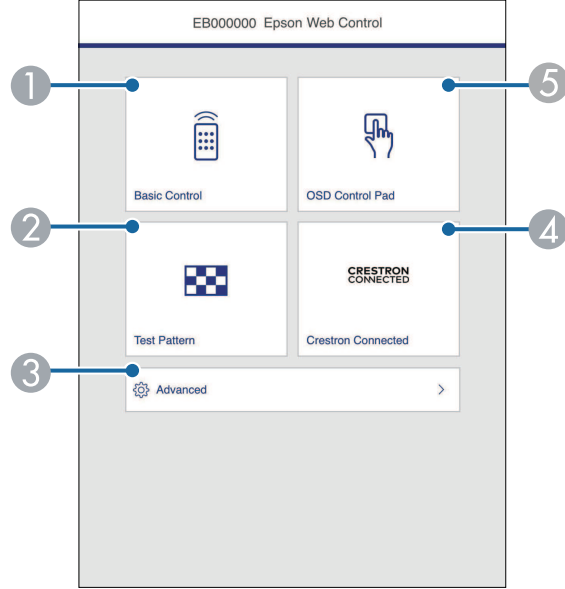 EB000000 Epson Web Control
1
5
Basic Control
OSD Control Pad
2
4
CRESTRON
CONNECTED
Test Pattern
Crestron Connected
3
Advanced